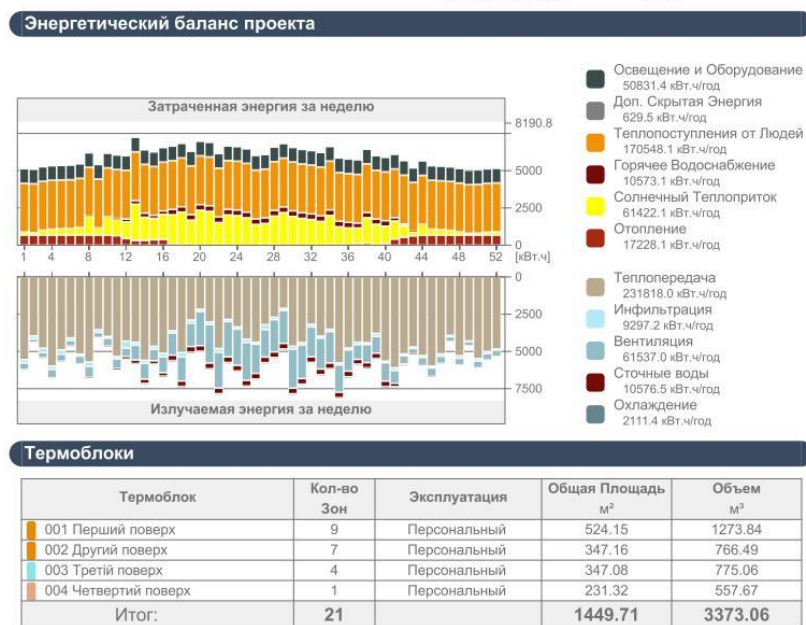 Энергетический баланс проекта
Затраченная энергия за неделю
8190.8
5000
2500
0
1 4 8 12 16 20 24 28 32 36 40 44 48 52 [кВт.ч]
0
2500
5000
7500
Излучаемая энергия за неделю
Освещение и Оборудование
50831.4 кВт.ч/год
Доп. Скрытая Энергия
629.5 кВт.ч/год
Теплопоступления от Людей
170548.1 кВт.ч/год
Горячее Водоснабжение
10573.1 кВт.ч/год
Солнечный Теплоприток
61422.1 кВт.ч/год
Отопление
17228.1 кВт.ч/год
Теплопередача
231818.0 кВт.ч/год
Инфильтрация
9297.2 кВт.ч/год
Вентиляция
61537.0 кВт.ч/год
Сточные воды
10576.5 кВт.ч/год
Охлаждение
2111.4 кВт.ч/год
Термоблоки
Термоблок Кол-во Зон Эксплуатация Общая Площадь м² Объем м³
001 Перший поверх 9 Персональный 524.15 1273.84
002 Другий поверх 7 Персональный 347.16 766.49
003 Третій поверх 4 Персональный 347.08 775.06
004 Четвертий поверх 1 Персональный 231.32 557.67
Итог: 21 1449.71 3373.06